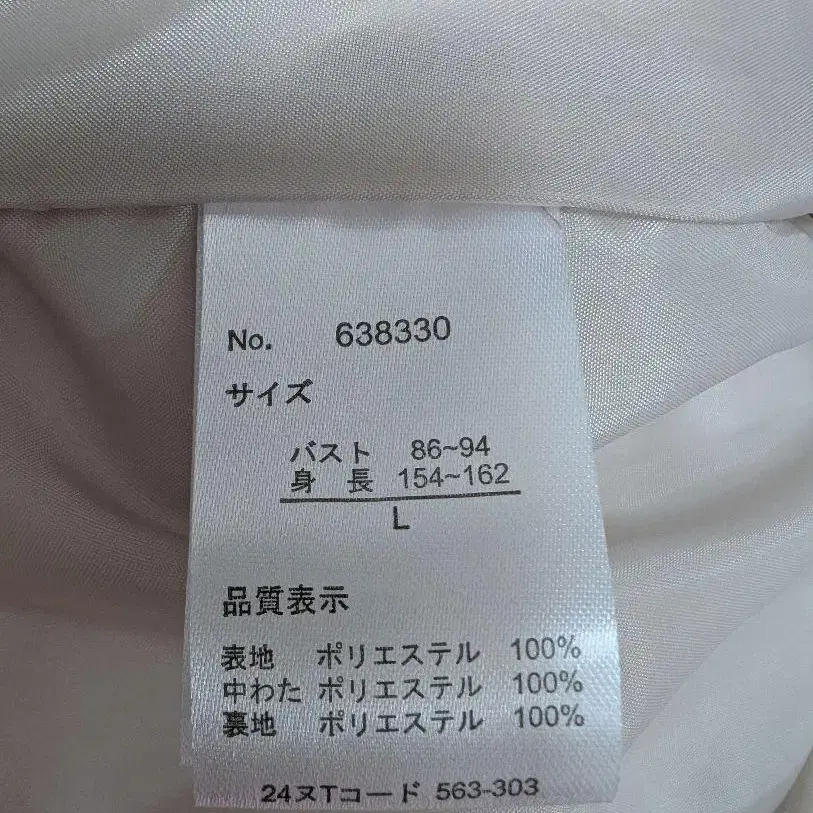 No. 638330
サイズ
バスト 86~94
身長 154~162
L
品質表示
表地 ポリエステル 100%
中わた ポリエステル 100%
裏地 ポリエステル 100%
24ヌTコード 563-303